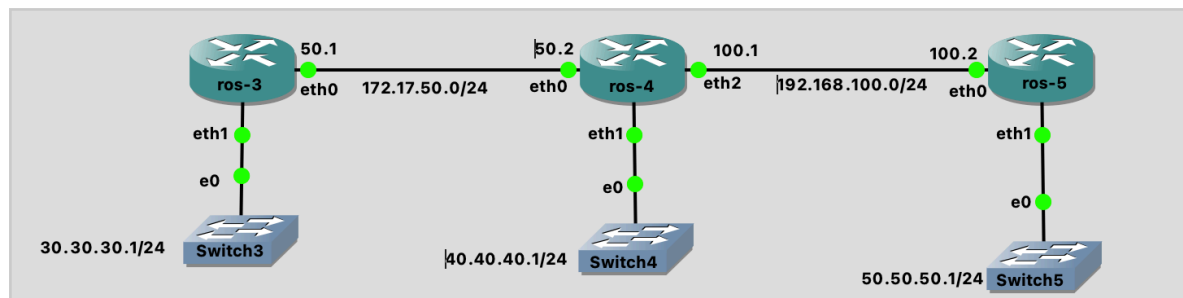 50.1
50.2
100.1
100.2
ros-3
ros-4
ros-5
eth0
172.17.50.0/24
eth0
eth2
192.168.100.0/24
eth0
eth1
eth1
eth1
e0
e0
e0
30.30.30.1/24
Switch3
40.40.40.1/24
Switch4
50.50.50.1/24
Switch5